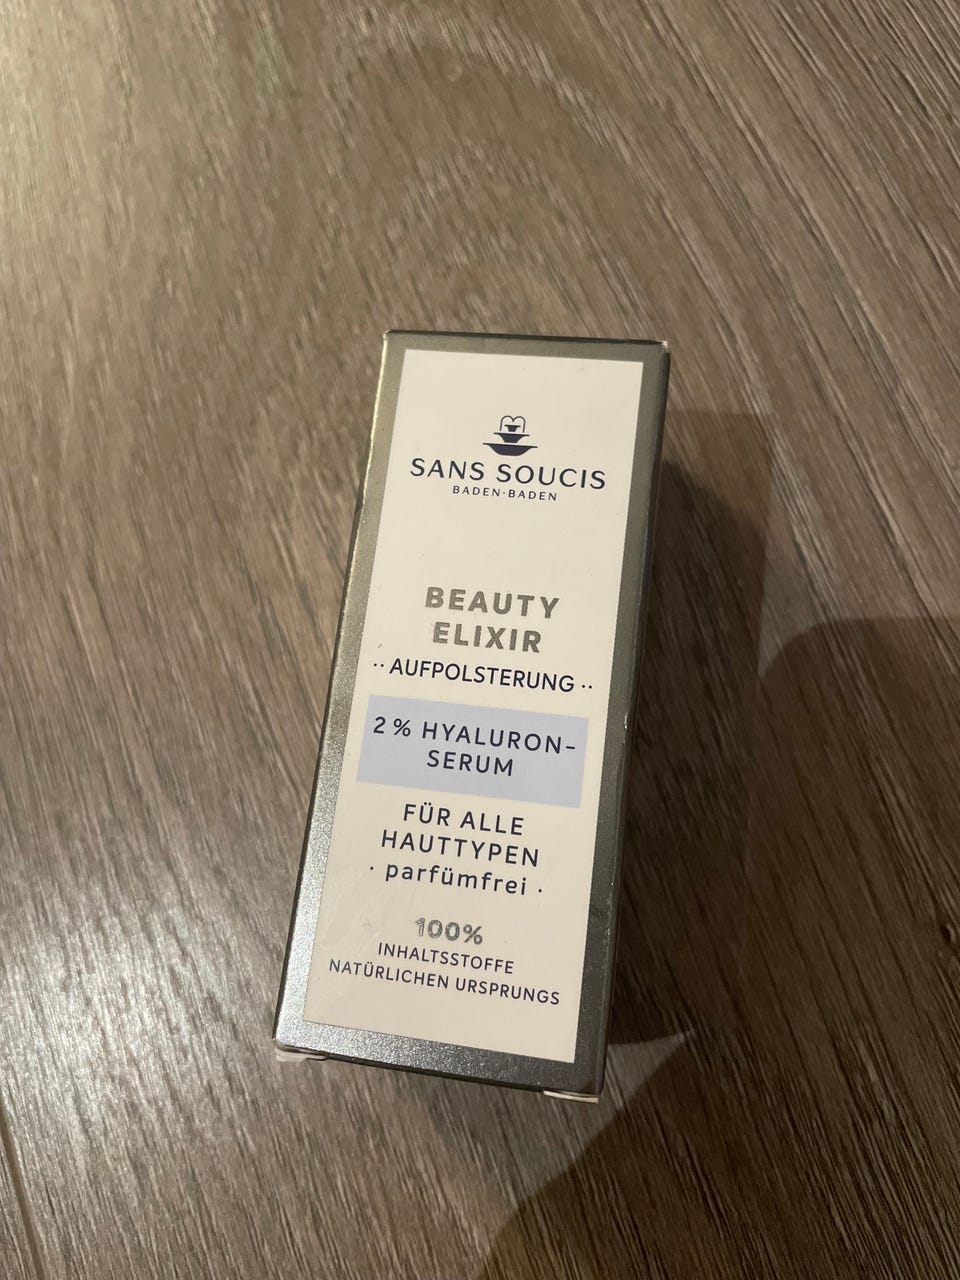 SANS SOUCIS
BADEN·BADEN
BEAUTY
ELIXIR
·· AUFPOLSTERUNG ··
2 % HYALURON-
SERUM
FÜR ALLE
HAUTTYPEN
· parfümfrei ·
100%
INHALTSSTOFFE
NATÜRLICHEN URSPRUNGS